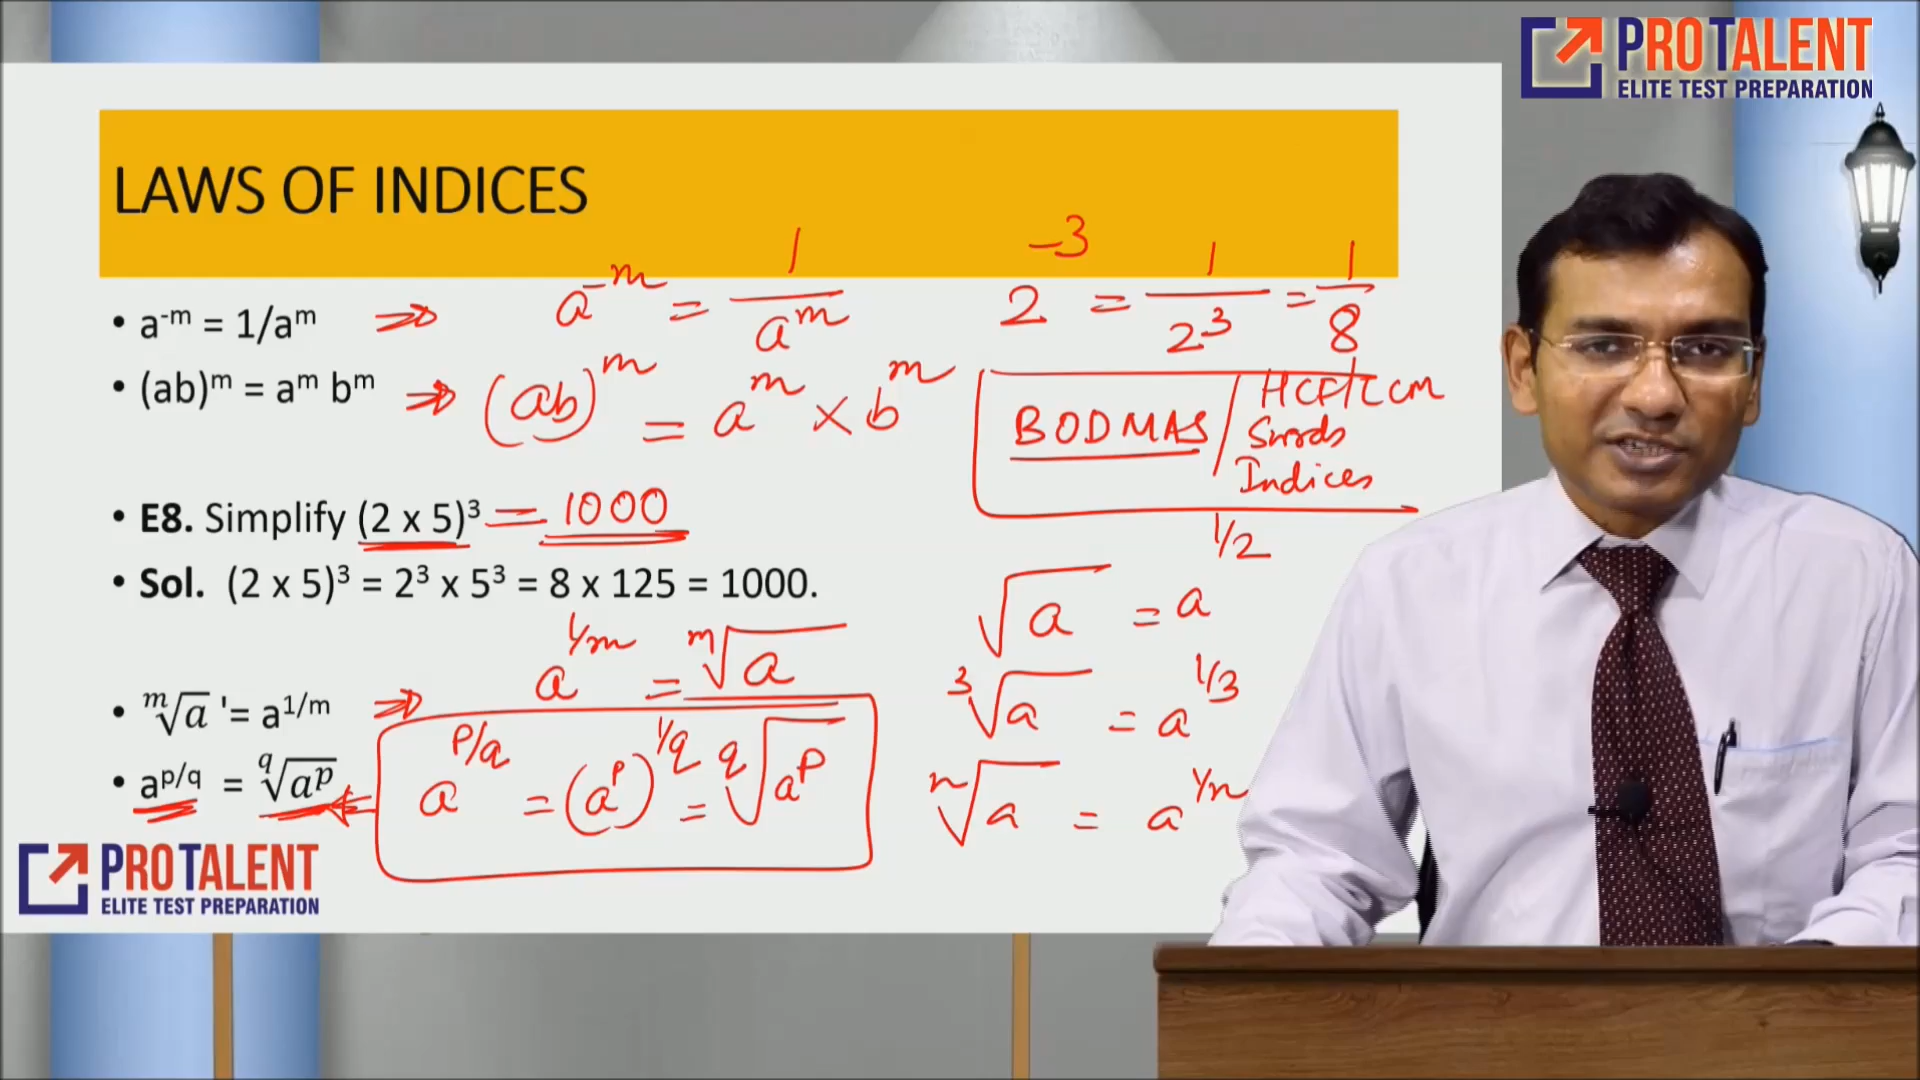 PROTALENT
ELITE TEST PREPARATION
LAWS OF INDICES
• a⁻ᵐ = 1/aᵐ ⇒ a⁻ᵐ = 1/aᵐ
2⁻³ = 1/2³ = 1/8
• (ab)ᵐ = aᵐ bᵐ ⇒ (ab)ᵐ = aᵐ × bᵐ
BODMAS / HCF/LCM
Surds
Indices
• E8. Simplify (2 x 5)³ = 1000
• Sol. (2 x 5)³ = 2³ x 5³ = 8 x 125 = 1000.
√a = a^1/2
a^1/m = ᵐ√a
• ᵐ√a '= a^1/m ⇒
³√a = a^1/3
• a^p/q = ^q√a^p
a^P/q = (a^P)^1/q = ^q√a^P
ⁿ√a = a^1/n
PROTALENT
ELITE TEST PREPARATION